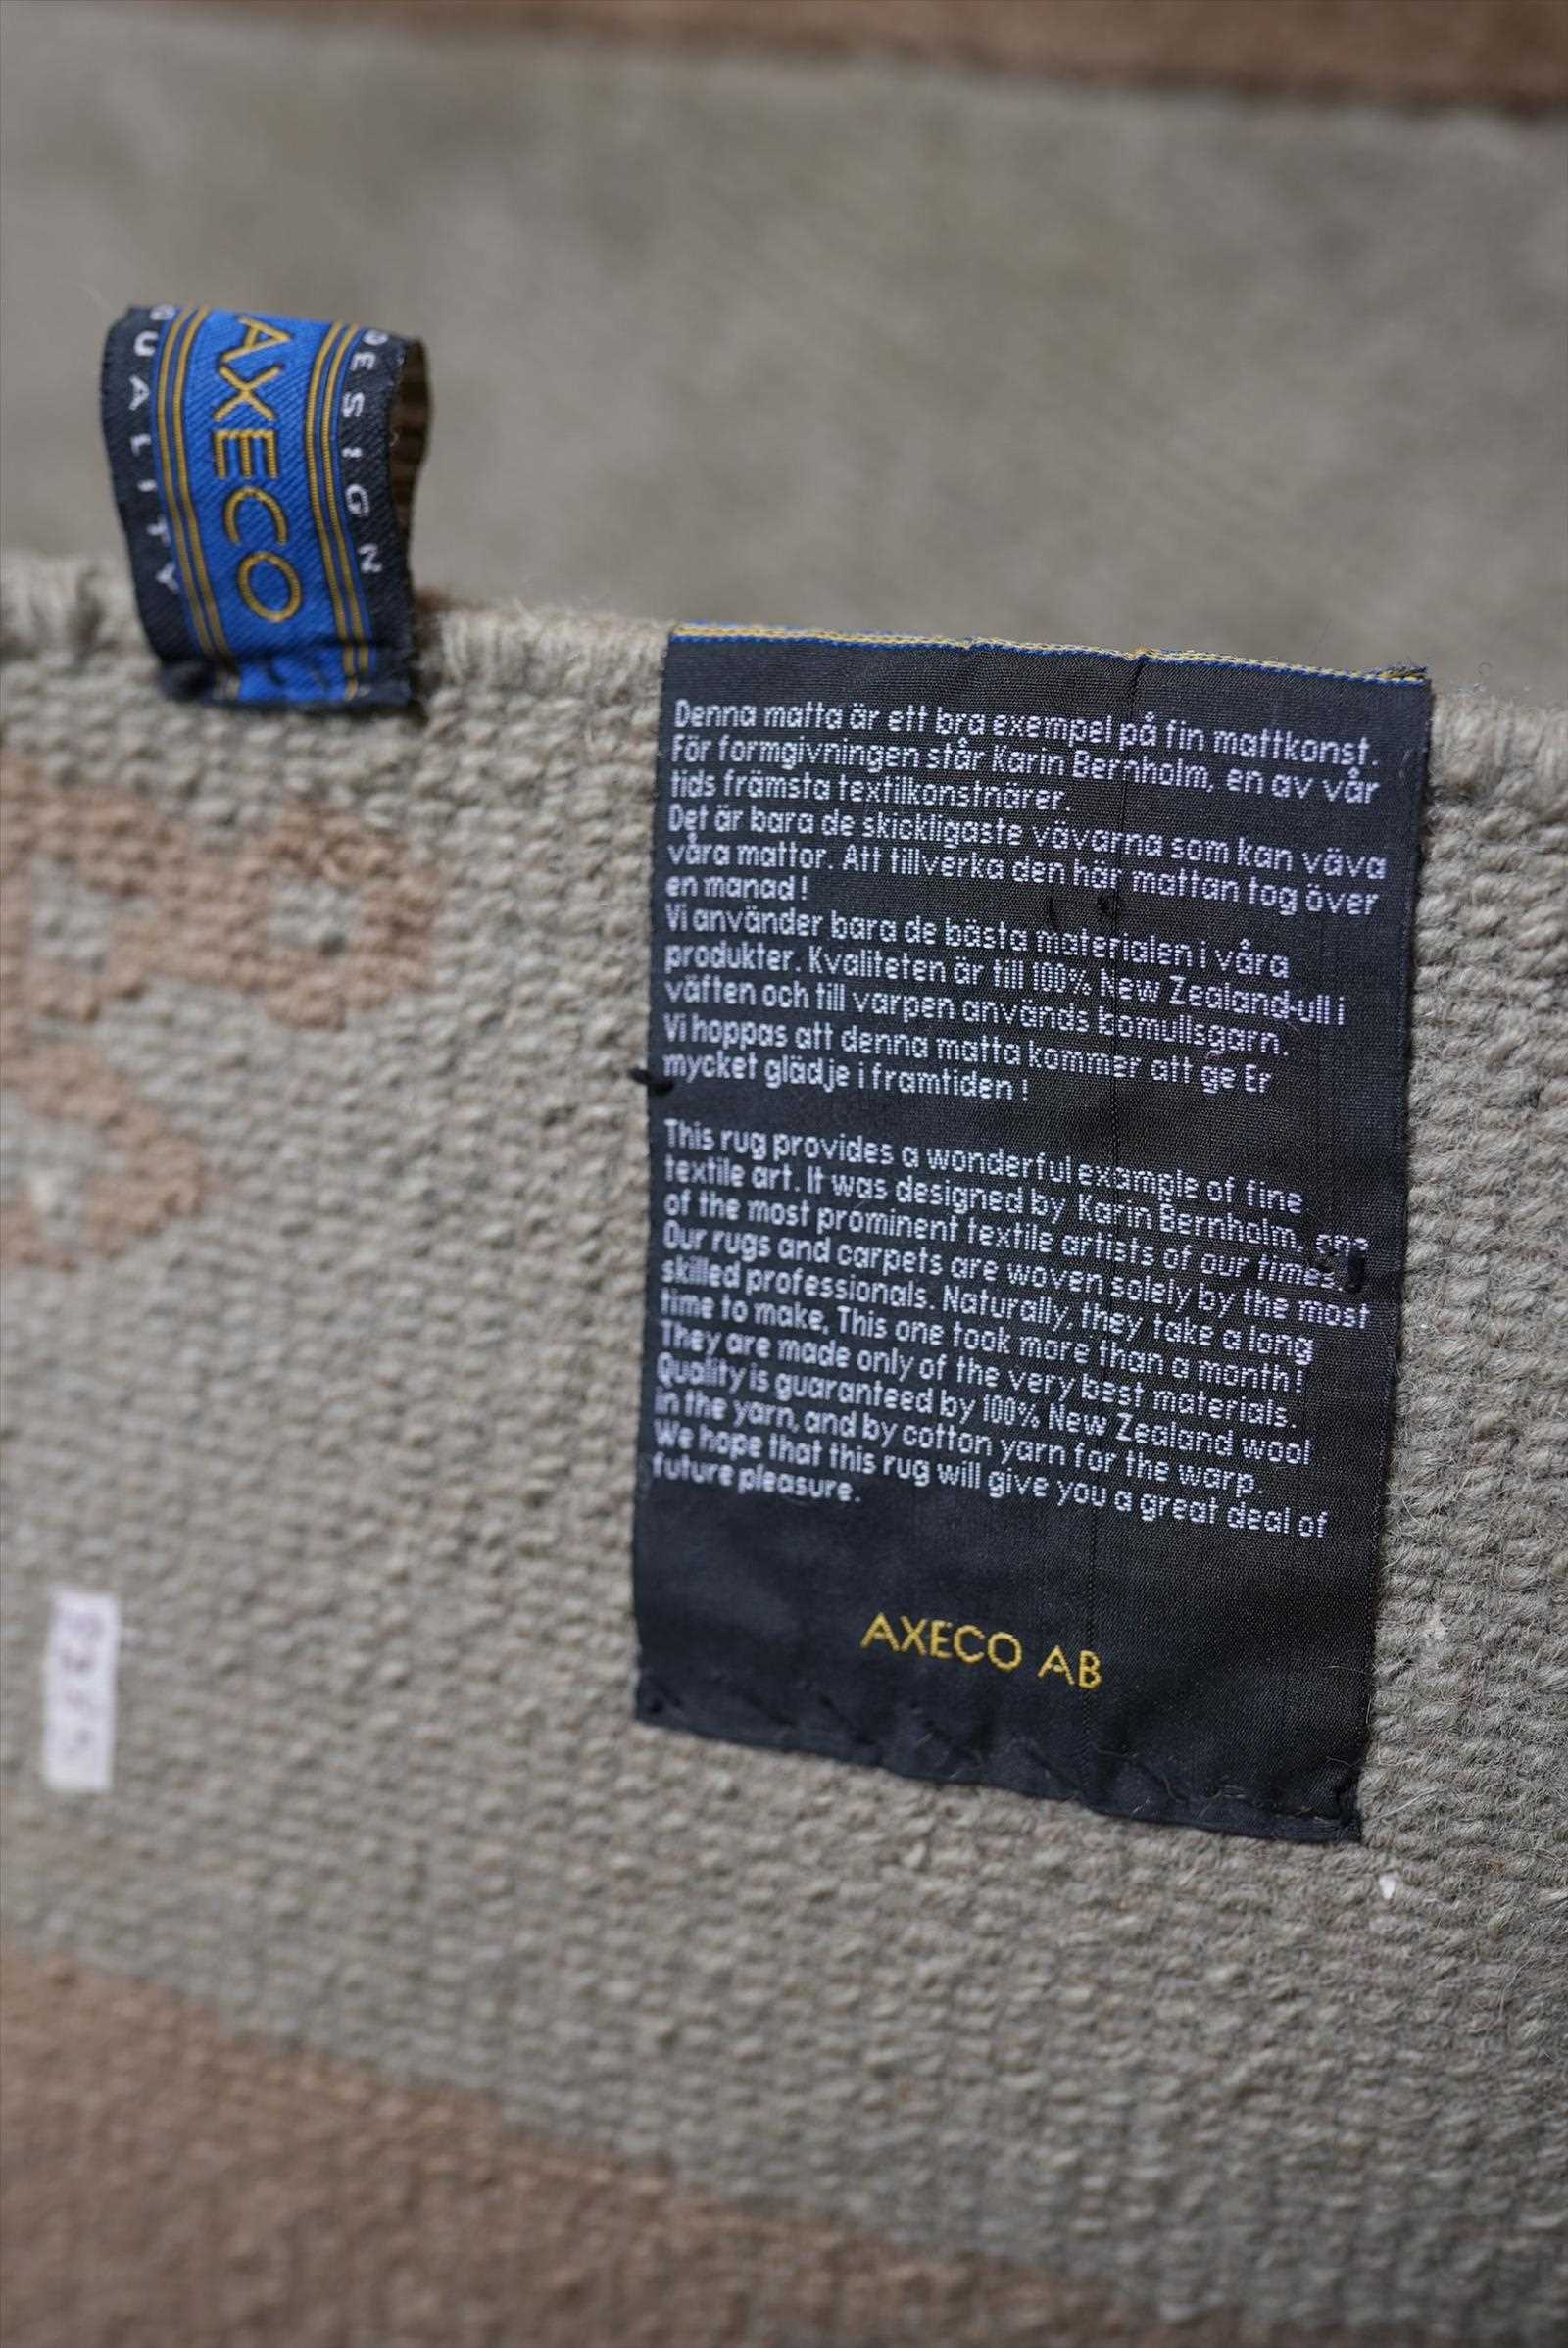 QUALITY
AXECO
DESIGN
Denna matta är ett bra exempel på fin mattkonst.
För formgivningen står Karin Bernholm, en av vår
tids främsta textilkonstnärer.
Det är bara de skickligaste vävarna som kan väva
våra mattor. Att tillverka den här mattan tog över
en manad!
Vi använder bara de bästa materialen i våra
produkter. Kvaliteten är till 100% New Zealand-ull i
väften och till varpen används bomullsgarn.
Vi hoppas att denna matta kommer att ge Er
mycket glädje i framtiden!
This rug provides a wonderful example of fine
textile art. It was designed by Karin Bernholm, one
of the most prominent textile artists of our times.
Our rugs and carpets are woven solely by the most
skilled professionals. Naturally, they take a long
time to make. This one took more than a month!
They are made only of the very best materials.
Quality is guaranteed by 100% New Zealand wool
in the yarn, and by cotton yarn for the warp.
We hope that this rug will give you a great deal of
future pleasure.
AXECO AB